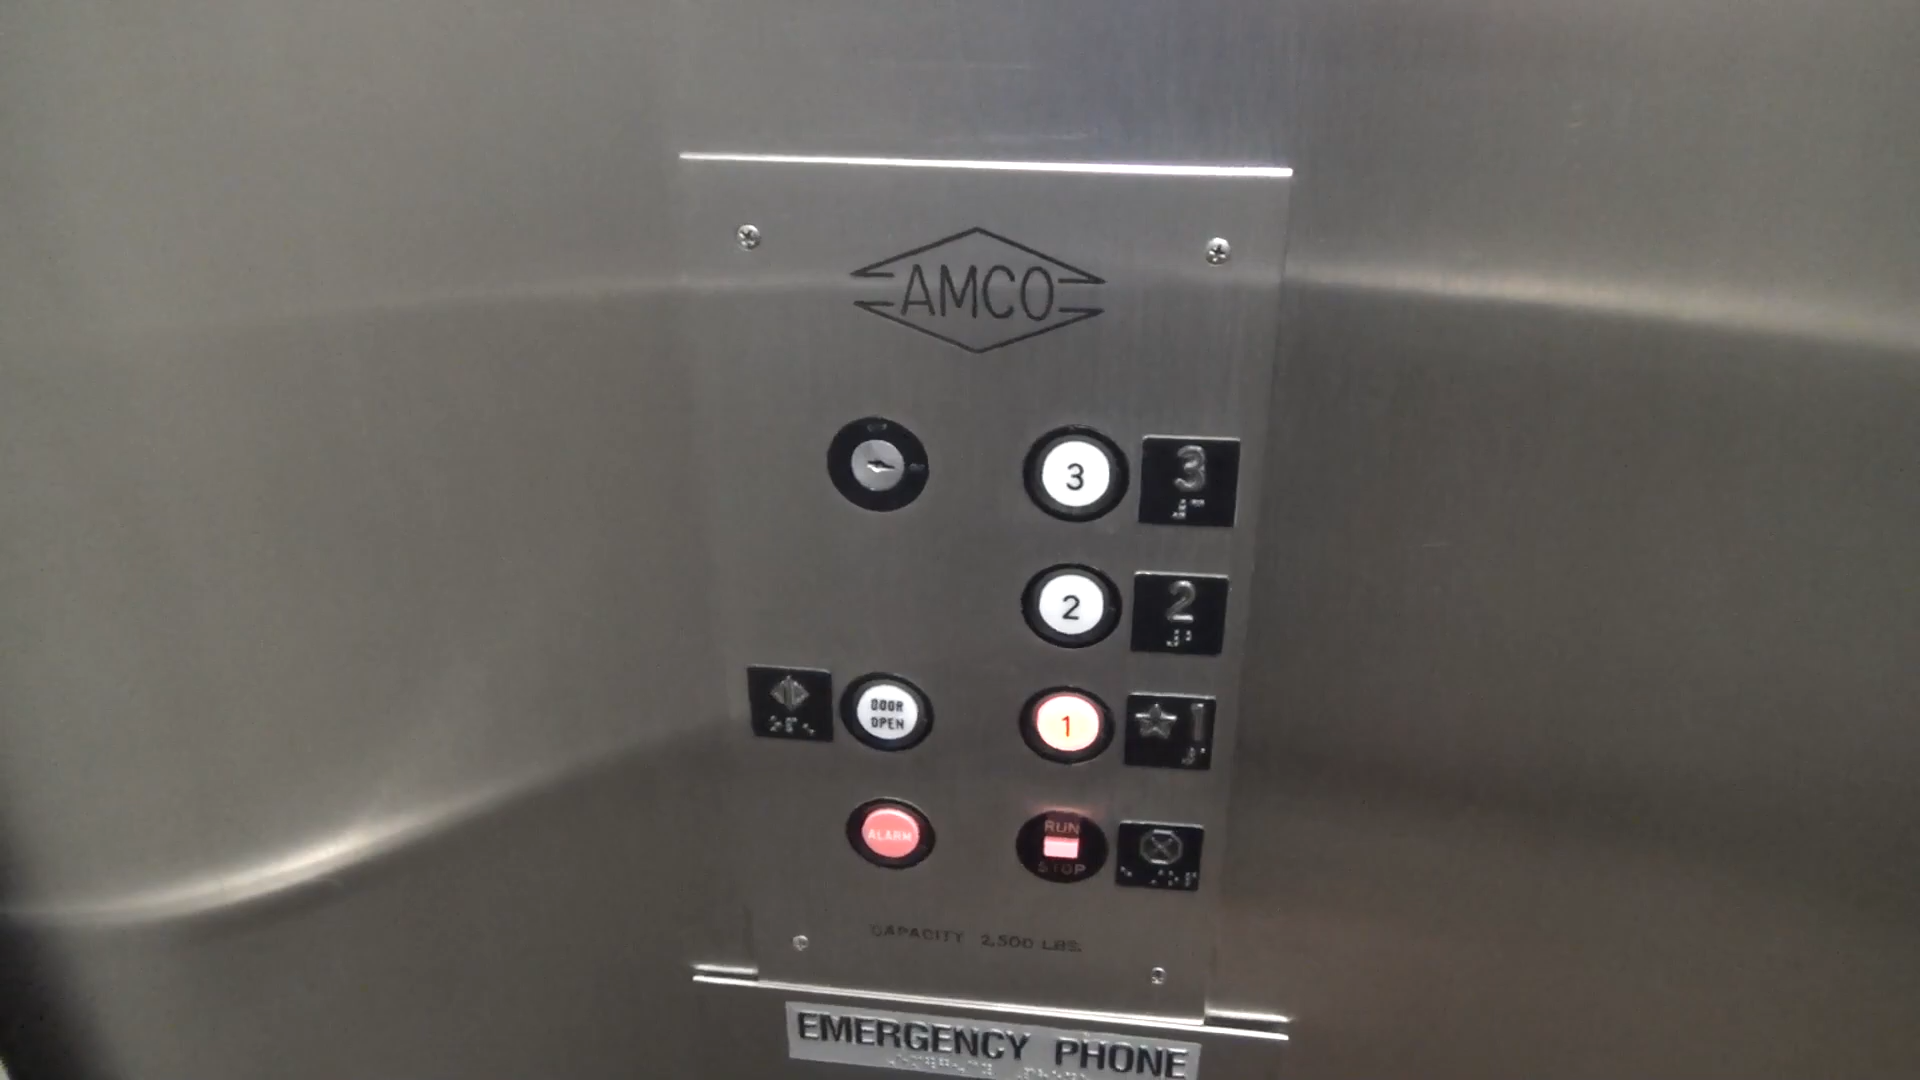 AMCO
3 3
2 2
DOOR
OPEN
1 1
ALARM
RUN
STOP
CAPACITY 2,500 LBS.
EMERGENCY PHONE